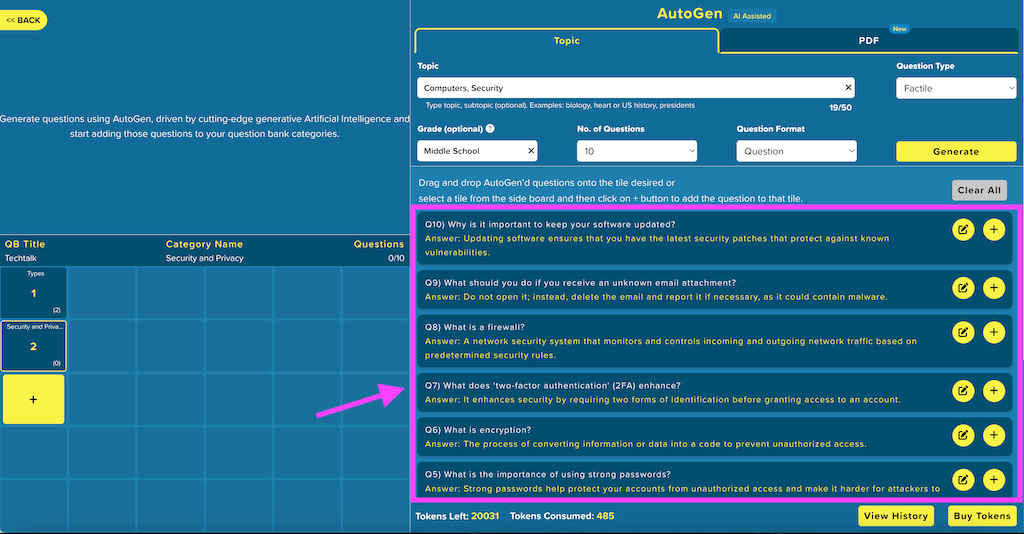 << BACK
Generate questions using AutoGen, driven by cutting-edge generative Artificial Intelligence and
start adding those questions to your question bank categories.
QB Title Category Name Questions
Techtalk Security and Privacy 0/10
Types
1
(2)
Security and Priva...
2
(0)
+
AutoGen AI Assisted
New
Topic PDF
Topic Question Type
Computers, Security × Factile
Type topic, subtopic (optional). Examples: biology, heart or US history, presidents 19/50
Grade (optional) ? No. of Questions Question Format
Middle School × 10 Question Generate
Drag and drop AutoGen'd questions onto the tile desired or
select a tile from the side board and then click on + button to add the question to that tile.
Clear All
Q10) Why is it important to keep your software updated?
Answer: Updating software ensures that you have the latest security patches that protect against known
vulnerabilities.
+
Q9) What should you do if you receive an unknown email attachment?
Answer: Do not open it; instead, delete the email and report it if necessary, as it could contain malware.
+
Q8) What is a firewall?
Answer: A network security system that monitors and controls incoming and outgoing network traffic based on
predetermined security rules.
+
Q7) What does 'two-factor authentication' (2FA) enhance?
Answer: It enhances security by requiring two forms of identification before granting access to an account.
+
Q6) What is encryption?
Answer: The process of converting information or data into a code to prevent unauthorized access.
+
Q5) What is the importance of using strong passwords?
Answer: Strong passwords help protect your accounts from unauthorized access and make it harder for attackers to
+
Tokens Left: 20031 Tokens Consumed: 485 View History Buy Tokens